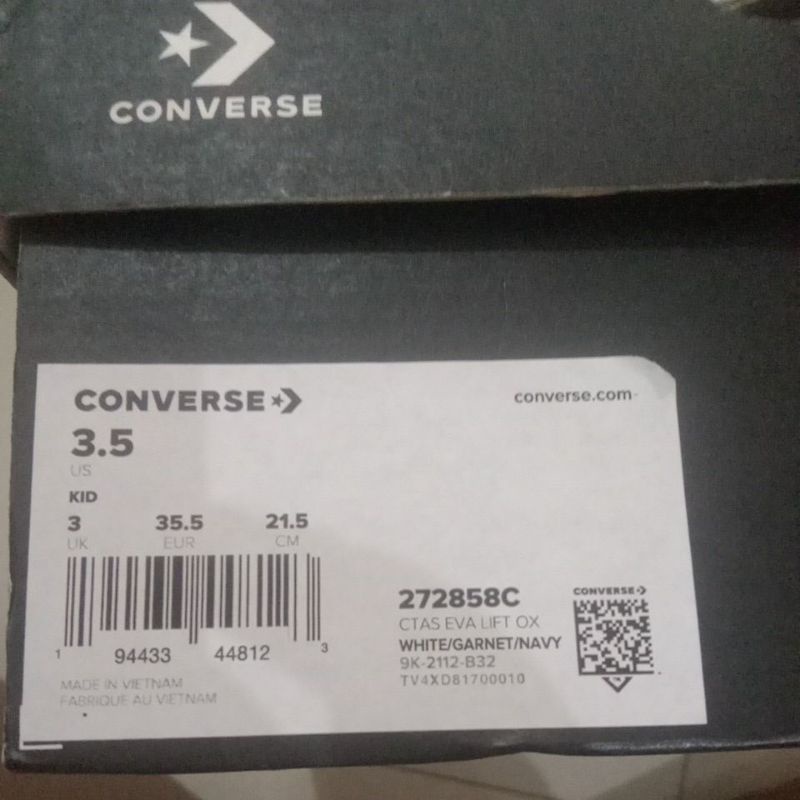 CONVERSE
CONVERSE
converse.com
3.5
US
KID
3 35.5 21.5
UK EUR CM
1 94433 44812 3
MADE IN VIETNAM
FABRIQUE AU VIETNAM
272858C
CTAS EVA LIFT OX
WHITE/GARNET/NAVY
9K-2112-B32
TV4XD81700010
CONVERSE